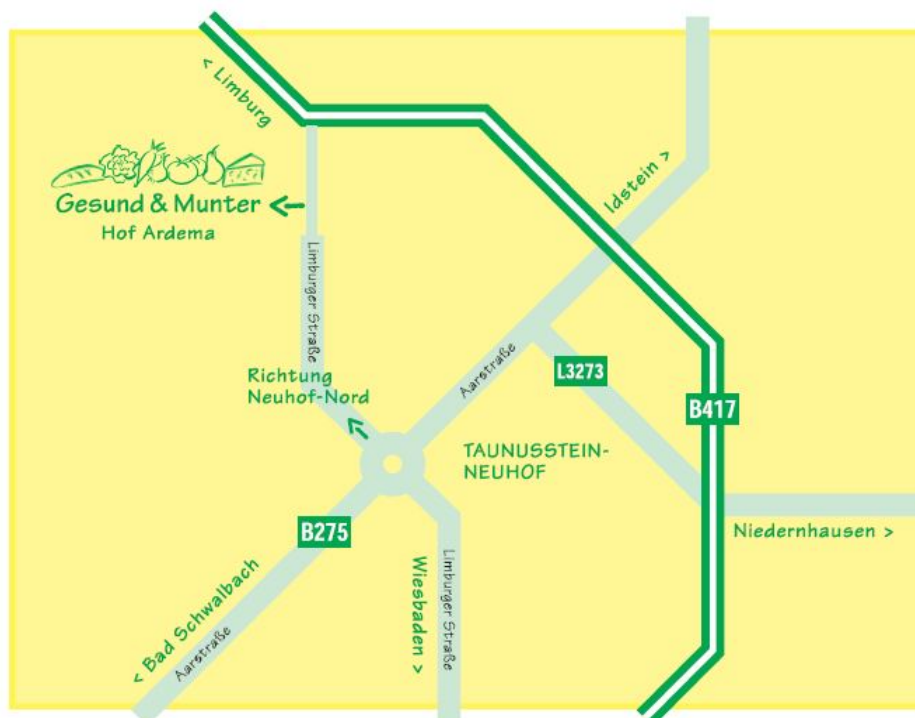 < Limburg
Gesund & Munter
Hof Ardema
Idstein >
Limburger Straße
Richtung
Neuhof-Nord
Aarstraße
L3273
B417
TAUNUSSTEIN-
NEUHOF
B275
Niedernhausen >
< Bad Schwalbach
Aarstraße
Wiesbaden >
Limburger Straße